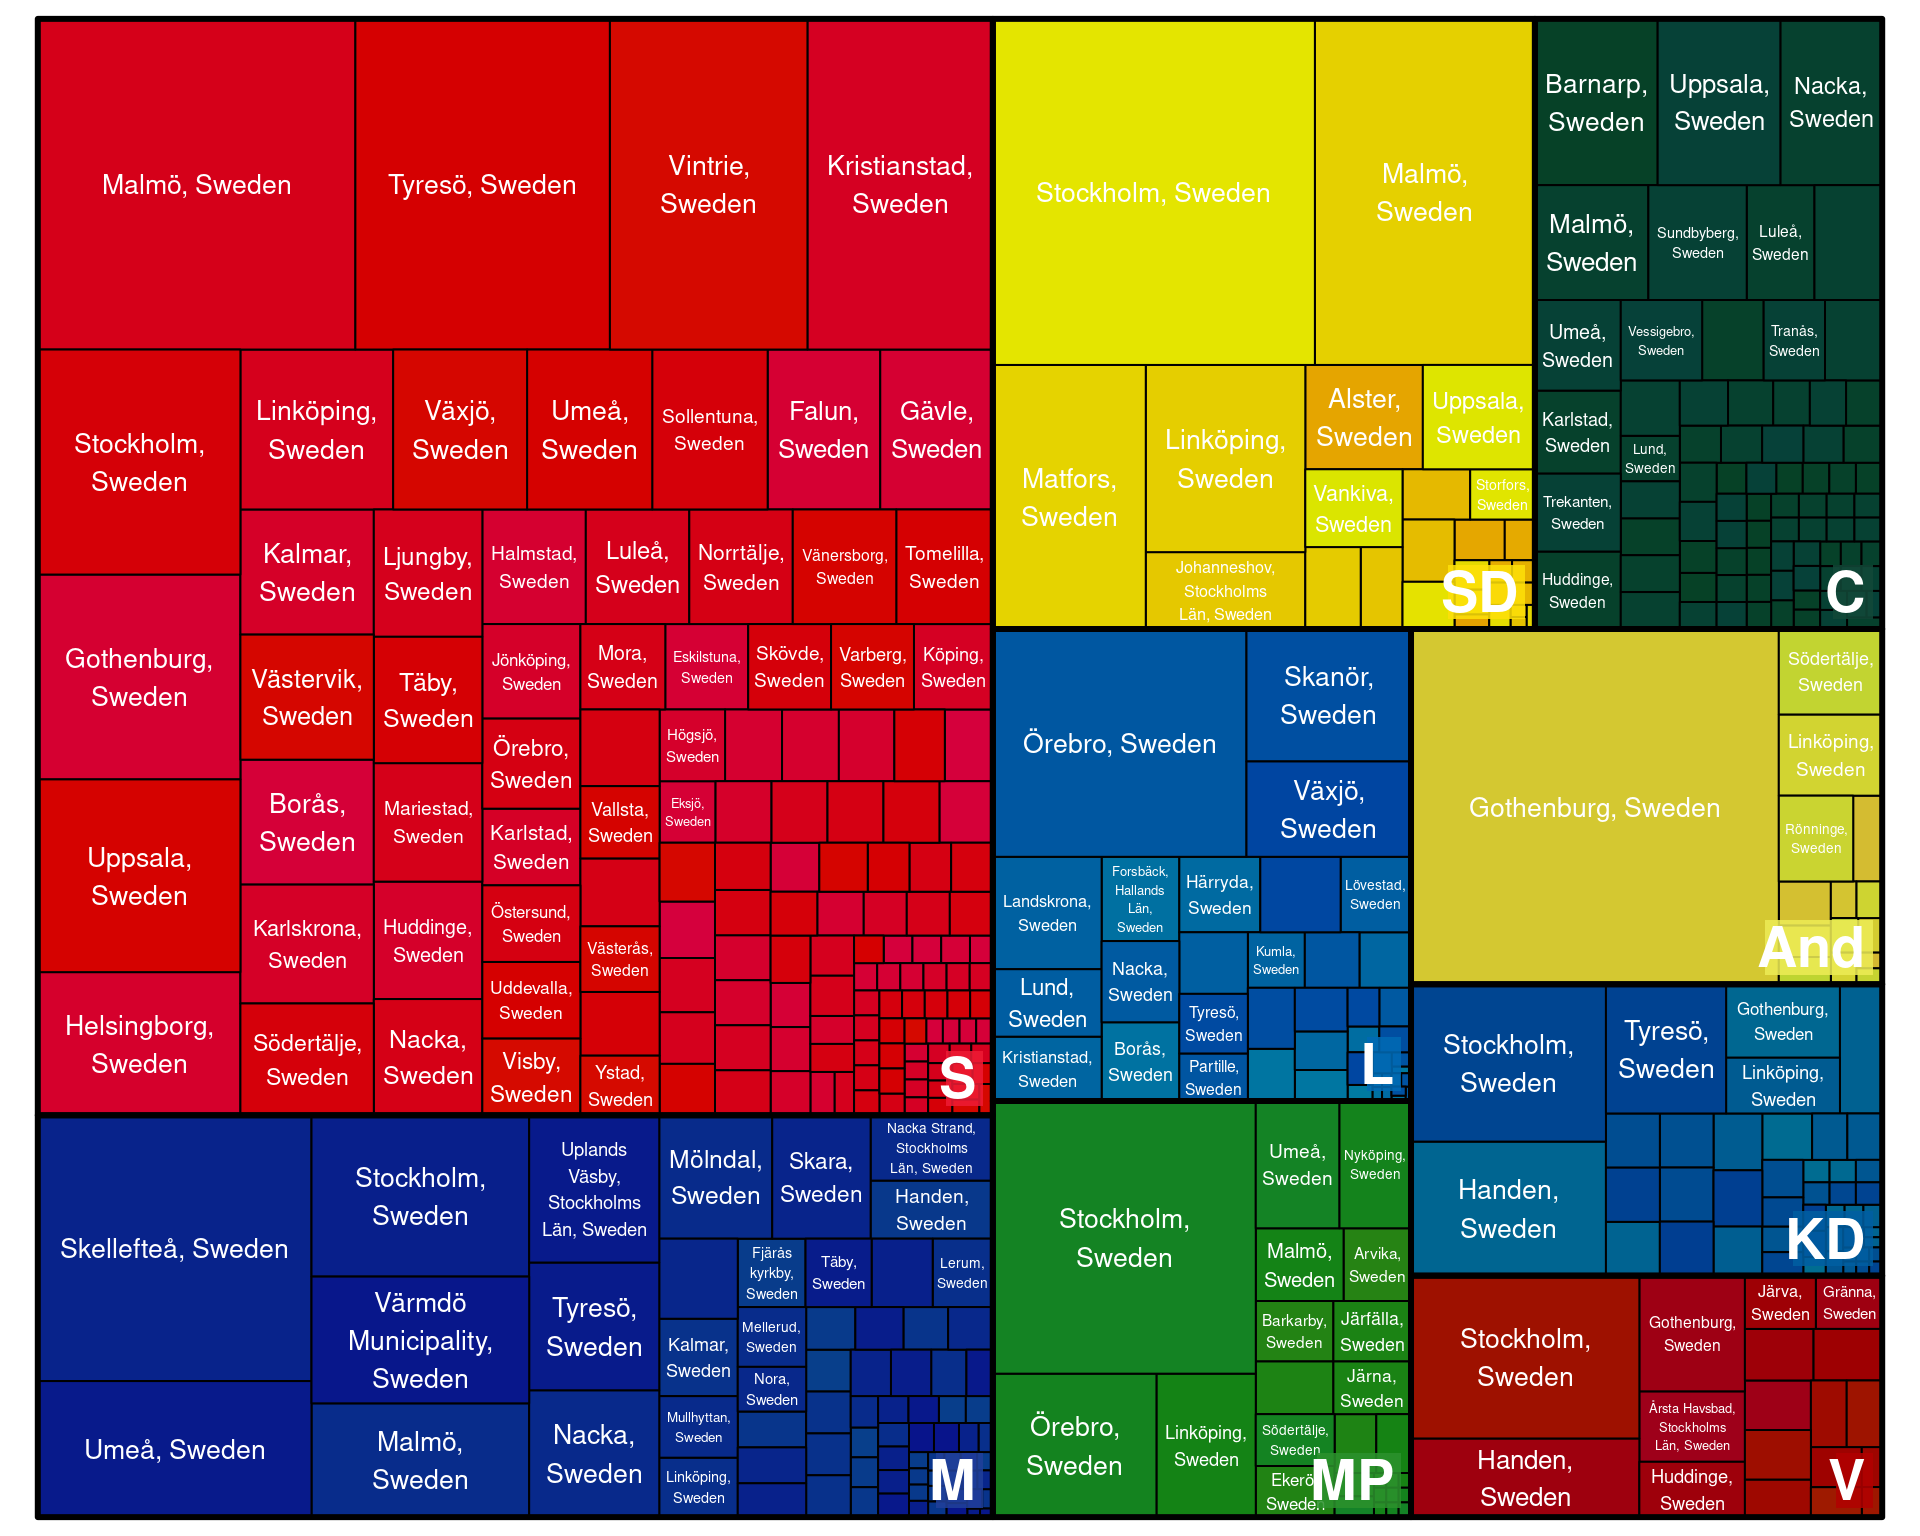 Malmö, Sweden
Tyresö, Sweden
Vintrie,
Sweden
Kristianstad,
Sweden
Stockholm,
Sweden
Linköping,
Sweden
Växjö,
Sweden
Umeå,
Sweden
Sollentuna,
Sweden
Falun,
Sweden
Gävle,
Sweden
Kalmar,
Sweden
Ljungby,
Sweden
Halmstad,
Sweden
Luleå,
Sweden
Norrtälje,
Sweden
Vänersborg,
Sweden
Tomelilla,
Sweden
Gothenburg,
Sweden
Västervik,
Sweden
Täby,
Sweden
Jönköping,
Sweden
Mora,
Sweden
Eskilstuna,
Sweden
Skövde,
Sweden
Varberg,
Sweden
Köping,
Sweden
Örebro,
Sweden
Högsjö,
Sweden
Uppsala,
Sweden
Borås,
Sweden
Mariestad,
Sweden
Karlstad,
Sweden
Vallsta,
Sweden
Eksjö,
Sweden
Karlskrona,
Sweden
Huddinge,
Sweden
Östersund,
Sweden
Västerås,
Sweden
Helsingborg,
Sweden
Södertälje,
Sweden
Nacka,
Sweden
Uddevalla,
Sweden
Visby,
Sweden
Ystad,
Sweden
S
Stockholm, Sweden
Malmö,
Sweden
Matfors,
Sweden
Linköping,
Sweden
Alster,
Sweden
Uppsala,
Sweden
Vankiva,
Sweden
Storfors,
Sweden
Johanneshov,
Stockholms
Län, Sweden
SD
Barnarp,
Sweden
Uppsala,
Sweden
Nacka,
Sweden
Malmö,
Sweden
Sundbyberg,
Sweden
Luleå,
Sweden
Umeå,
Sweden
Vessigebro,
Sweden
Tranås,
Sweden
Karlstad,
Sweden
Lund,
Sweden
Trekanten,
Sweden
Huddinge,
Sweden
C
Örebro, Sweden
Skanör,
Sweden
Växjö,
Sweden
Landskrona,
Sweden
Forsbäck,
Hallands
Län,
Sweden
Härryda,
Sweden
Lövestad,
Sweden
Lund,
Sweden
Nacka,
Sweden
Kumla,
Sweden
Tyresö,
Sweden
Kristianstad,
Sweden
Borås,
Sweden
Partille,
Sweden
L
Gothenburg, Sweden
Södertälje,
Sweden
Linköping,
Sweden
Rönninge,
Sweden
And
Stockholm,
Sweden
Tyresö,
Sweden
Gothenburg,
Sweden
Linköping,
Sweden
Handen,
Sweden
KD
Skellefteå, Sweden
Umeå, Sweden
Stockholm,
Sweden
Värmdö
Municipality,
Sweden
Malmö,
Sweden
Uplands
Väsby,
Stockholms
Län, Sweden
Tyresö,
Sweden
Nacka,
Sweden
Mölndal,
Sweden
Skara,
Sweden
Nacka Strand,
Stockholms
Län, Sweden
Handen,
Sweden
Fjärås
kyrkby,
Sweden
Täby,
Sweden
Lerum,
Sweden
Kalmar,
Sweden
Mellerud,
Sweden
Nora,
Sweden
Mullhyttan,
Sweden
Linköping,
Sweden
M
Stockholm,
Sweden
Umeå,
Sweden
Nyköping,
Sweden
Malmö,
Sweden
Arvika,
Sweden
Barkarby,
Sweden
Järfälla,
Sweden
Järna,
Sweden
Örebro,
Sweden
Linköping,
Sweden
Södertälje,
Sweden
Ekerö,
Sweden
MP
Stockholm,
Sweden
Handen,
Sweden
Gothenburg,
Sweden
Järva,
Sweden
Gränna,
Sweden
Årsta Havsbad,
Stockholms
Län, Sweden
Huddinge,
Sweden
V